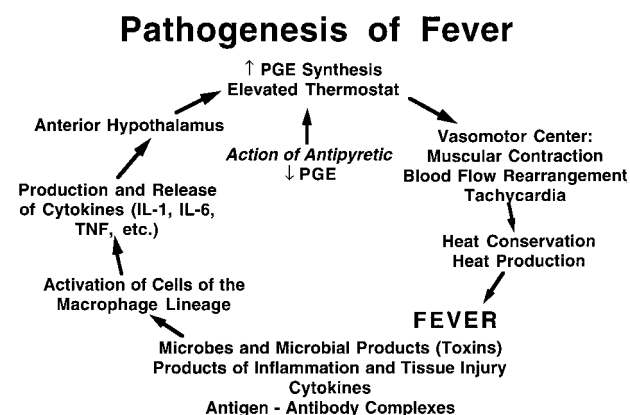 Pathogenesis of Fever
↑ PGE Synthesis
Elevated Thermostat
Anterior Hypothalamus
Action of Antipyretic
↓ PGE
Vasomotor Center:
Muscular Contraction
Blood Flow Rearrangement
Tachycardia
Production and Release
of Cytokines (IL-1, IL-6,
TNF, etc.)
Heat Conservation
Heat Production
Activation of Cells of the
Macrophage Lineage
FEVER
Microbes and Microbial Products (Toxins)
Products of Inflammation and Tissue Injury
Cytokines
Antigen - Antibody Complexes